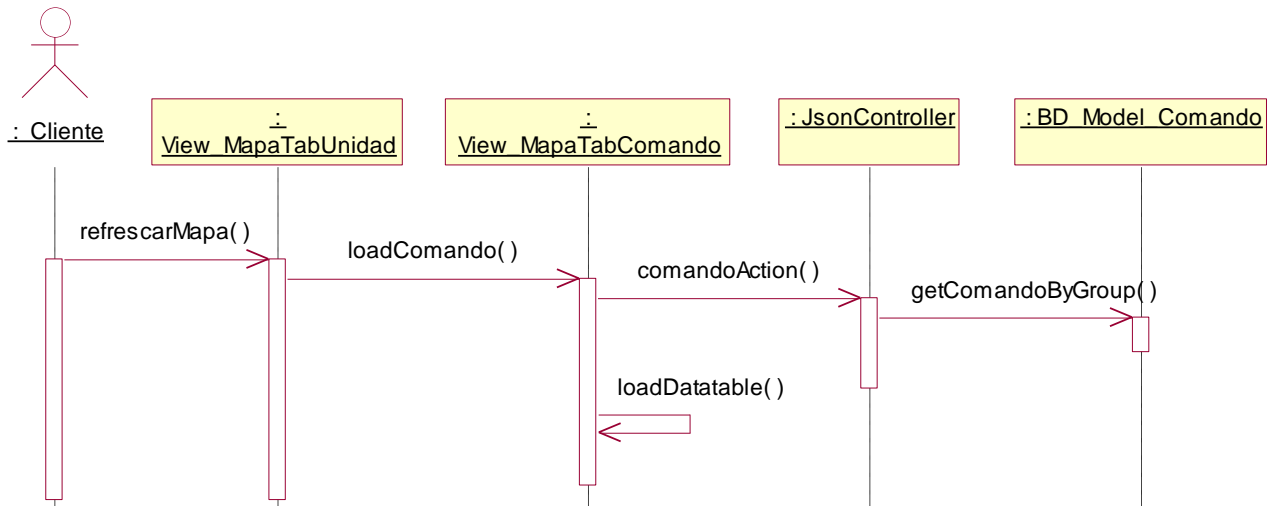 : Cliente
:
View_MapaTabUnidad
:
View_MapaTabComando
: JsonController
: BD_Model_Comando
refrescarMapa( )
loadComando( )
comandoAction( )
getComandoByGroup( )
loadDatatable( )